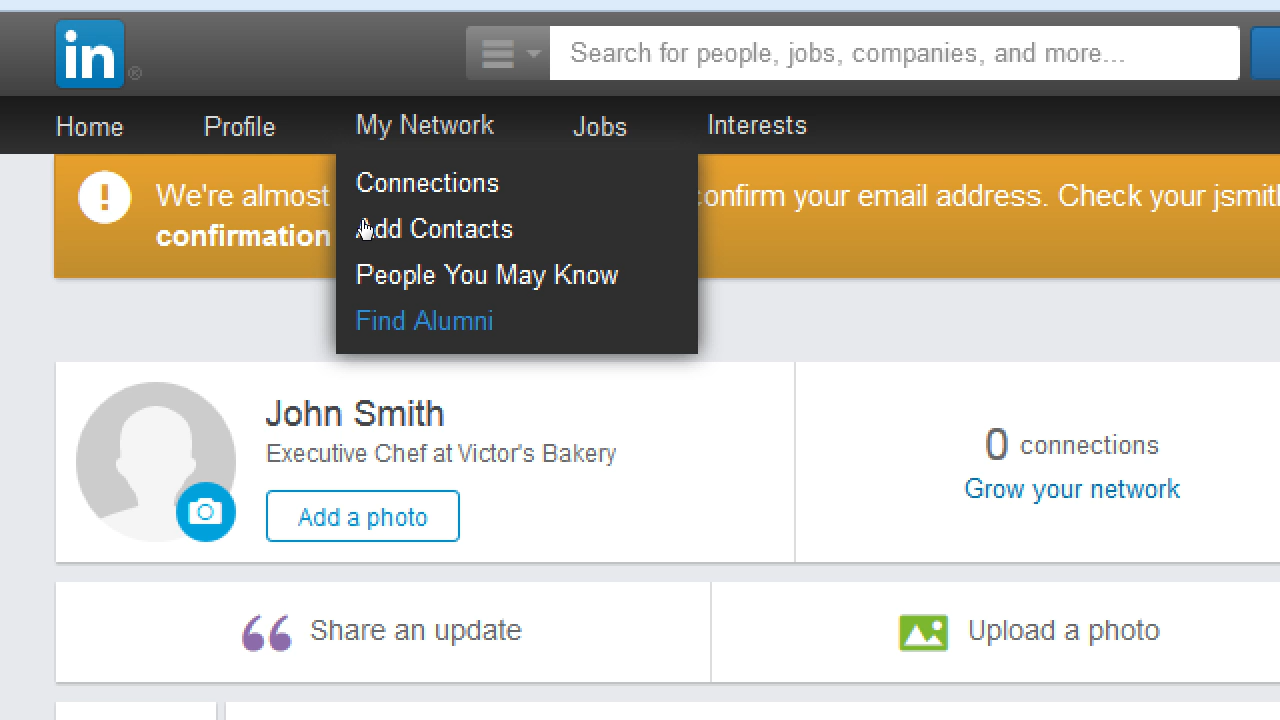 in ®
Search for people, jobs, companies, and more...
Home Profile My Network Jobs Interests
Connections
Add Contacts
People You May Know
Find Alumni
We're almost confirm your email address. Check your
confirmation
John Smith
Executive Chef at Victor's Bakery
Add a photo
0 connections
Grow your network
Share an update
Upload a photo